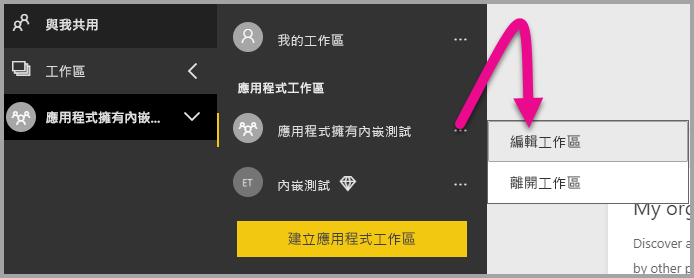 與我共用
工作區
應用程式擁有內嵌...
我的工作區
應用程式工作區
應用程式擁有內嵌測試
ET
內嵌測試
建立應用程式工作區
編輯工作區
離開工作區
My org
Discover a
by other p